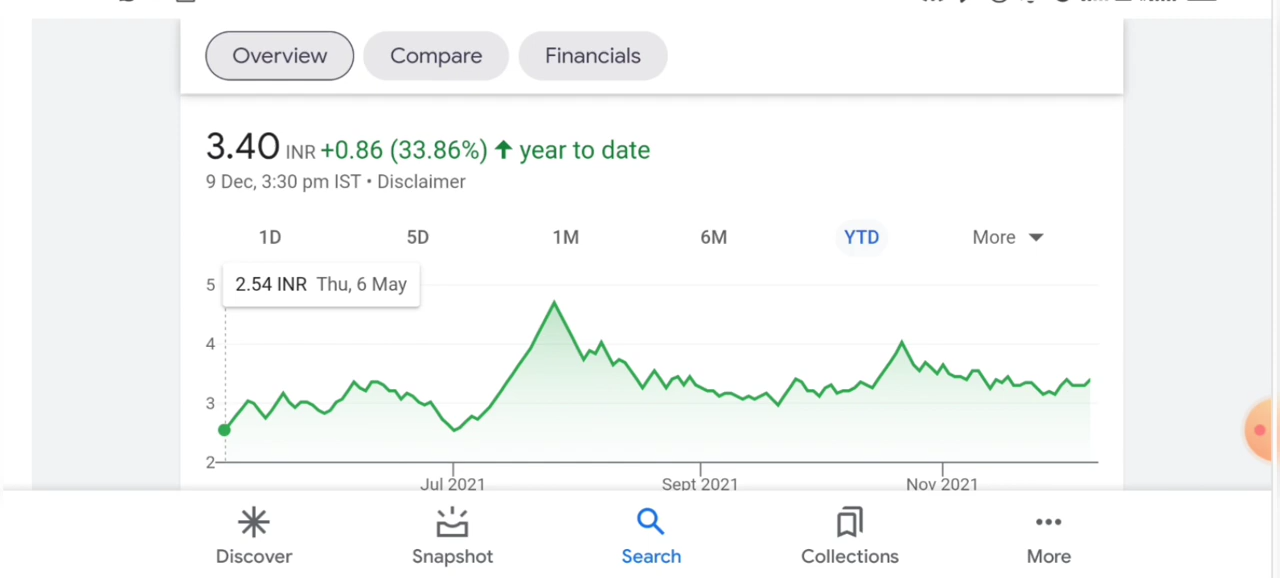 Overview Compare Financials
3.40 INR +0.86 (33.86%) ↑ year to date
9 Dec, 3:30 pm IST • Disclaimer
1D 5D 1M 6M YTD More
5 2.54 INR Thu, 6 May
4
3
2
Jul 2021 Sept 2021 Nov 2021
Discover Snapshot Search Collections More